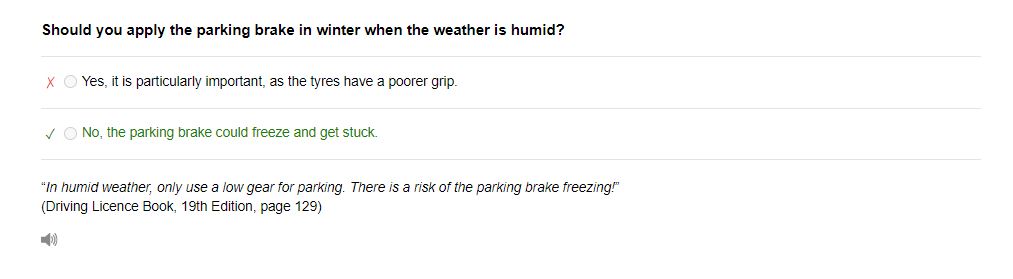 Should you apply the parking brake in winter when the weather is humid?
✗ Yes, it is particularly important, as the tyres have a poorer grip.
✓ No, the parking brake could freeze and get stuck.
"In humid weather, only use a low gear for parking. There is a risk of the parking brake freezing!"
(Driving Licence Book, 19th Edition, page 129)